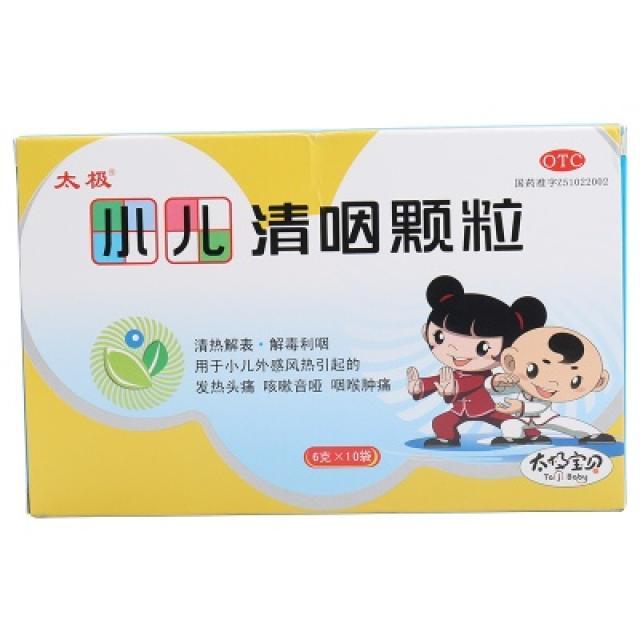 太极®
OTC
国药准字Z51022002
小儿清咽颗粒
清热解表·解毒利咽
用于小儿外感风热引起的
发热头痛 咳嗽音哑 咽喉肿痛
6克×10袋
太极宝贝
Taiji Baby